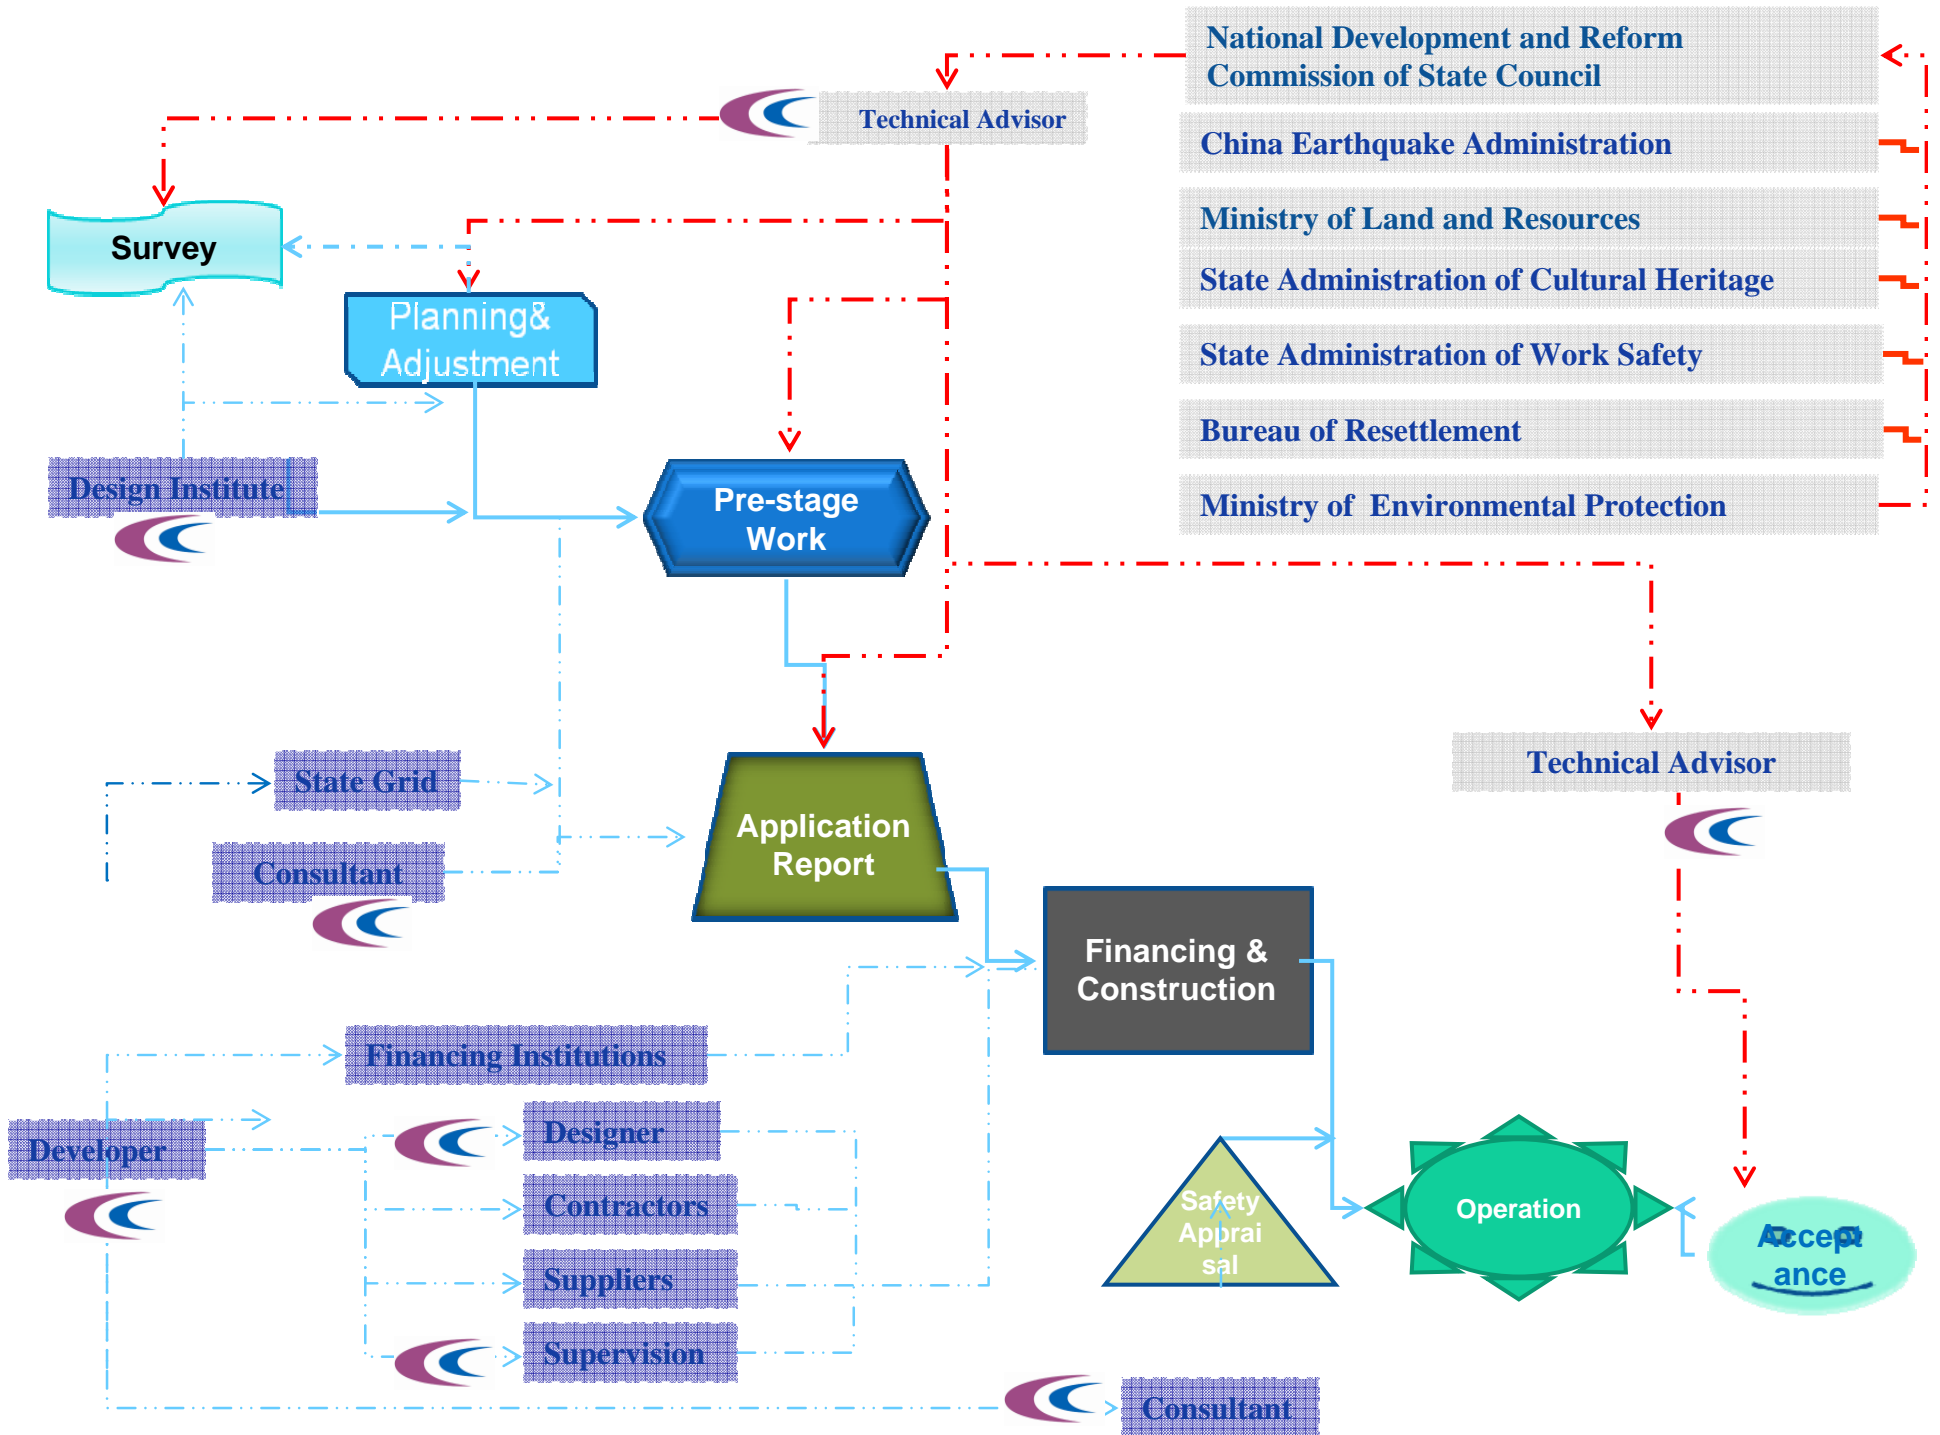 National Development and Reform
Commission of State Council
Technical Advisor
China Earthquake Administration
Ministry of Land and Resources
Survey
State Administration of Cultural Heritage
Planning&
Adjustment
State Administration of Work Safety
Bureau of Resettlement
Design Institute
Pre-stage
Work
Ministry of Environmental Protection
State Grid
Technical Advisor
Application
Report
Consultant
Financing &
Construction
Financing Institutions
Developer
Designer
Contractors
Suppliers
Supervision
Safety
Apprai
sal
Operation
Accept
ance
Consultant